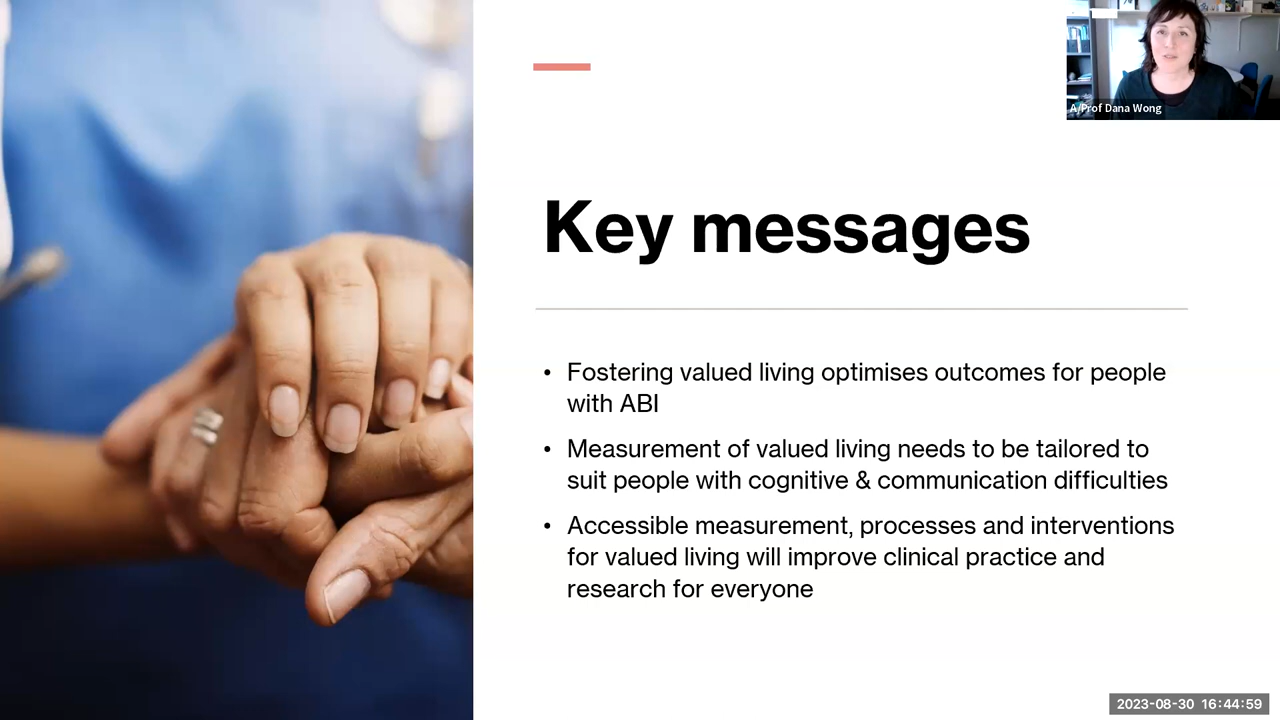 A/Prof Dana Wong
Key messages
• Fostering valued living optimises outcomes for people
with ABI
• Measurement of valued living needs to be tailored to
suit people with cognitive & communication difficulties
• Accessible measurement, processes and interventions
for valued living will improve clinical practice and
research for everyone
2023-08-30 16:44:59